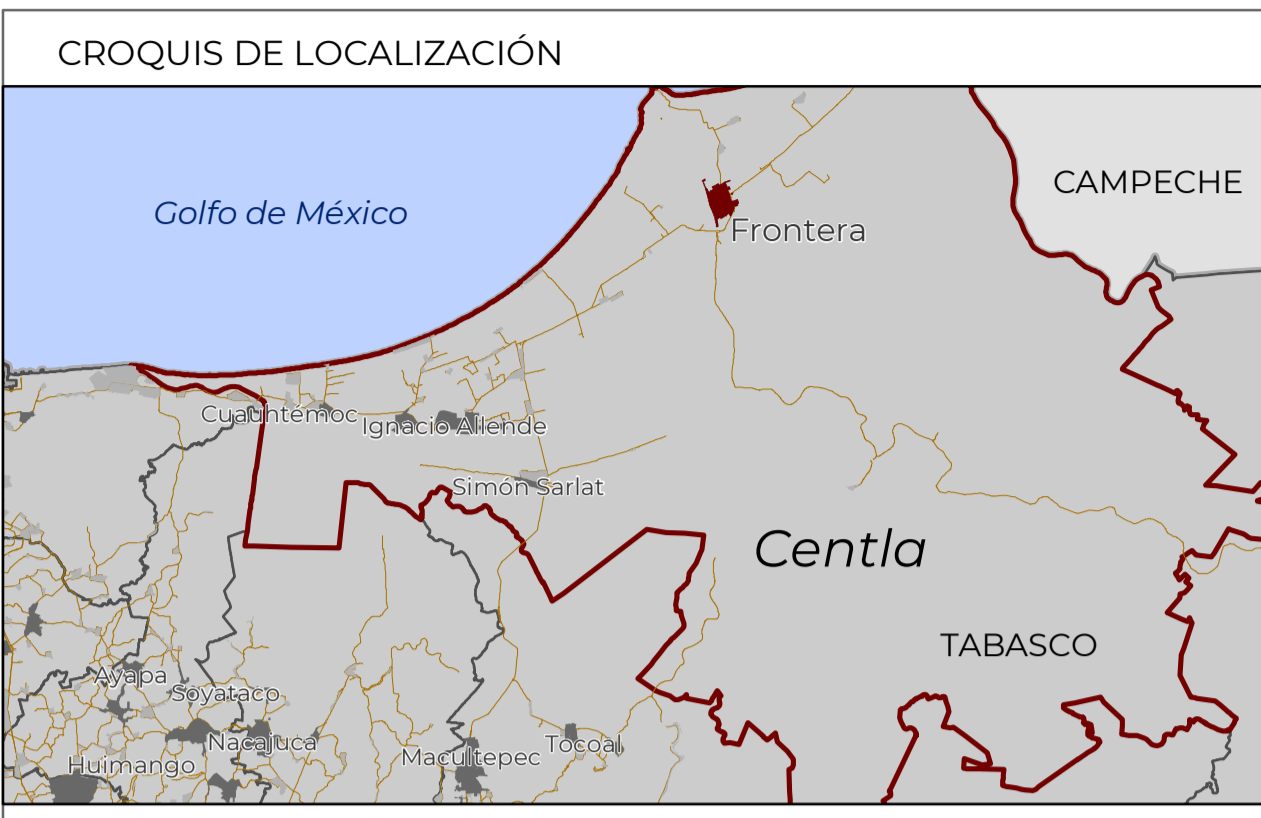 CROQUIS DE LOCALIZACIÓN
CAMPECHE
Golfo de México
Frontera
Cuauhtémoc
Ignacio Allende
Simón Sarlat
Centla
TABASCO
Ayapa
Soyataco
Nacajuca
Tocoal
Macultepec
Huimango